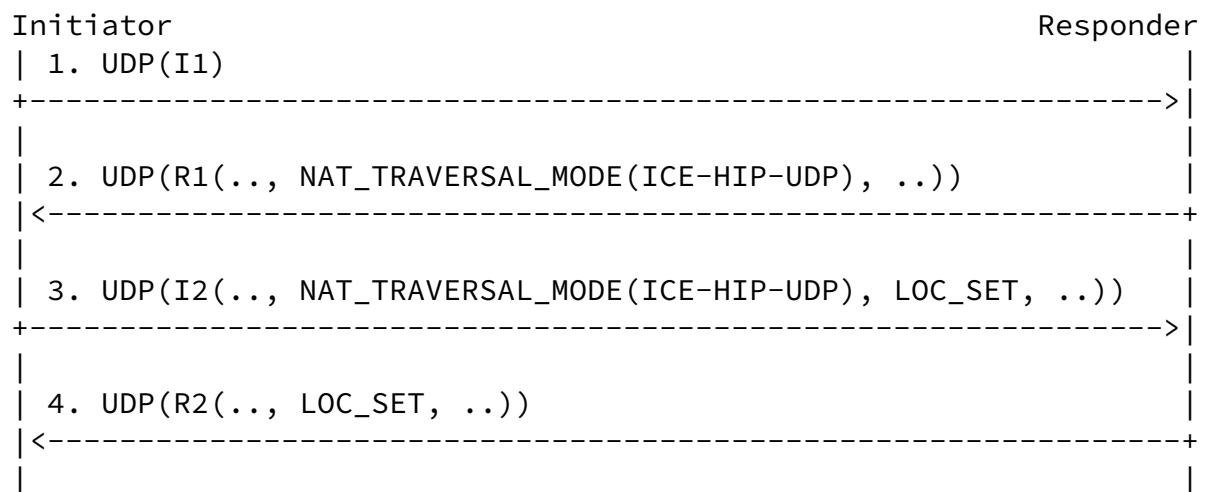 Initiator                                                Responder
| 1. UDP(I1)                                                     |
+--------------------------------------------------------------->|
|                                                                |
| 2. UDP(R1(.., NAT_TRAVERSAL_MODE(ICE-HIP-UDP), ..))            |
|<---------------------------------------------------------------+
|                                                                |
| 3. UDP(I2(.., NAT_TRAVERSAL_MODE(ICE-HIP-UDP), LOC_SET, ..))   |
+--------------------------------------------------------------->|
|                                                                |
| 4. UDP(R2(.., LOC_SET, ..))                                    |
|<---------------------------------------------------------------+
|                                                                |